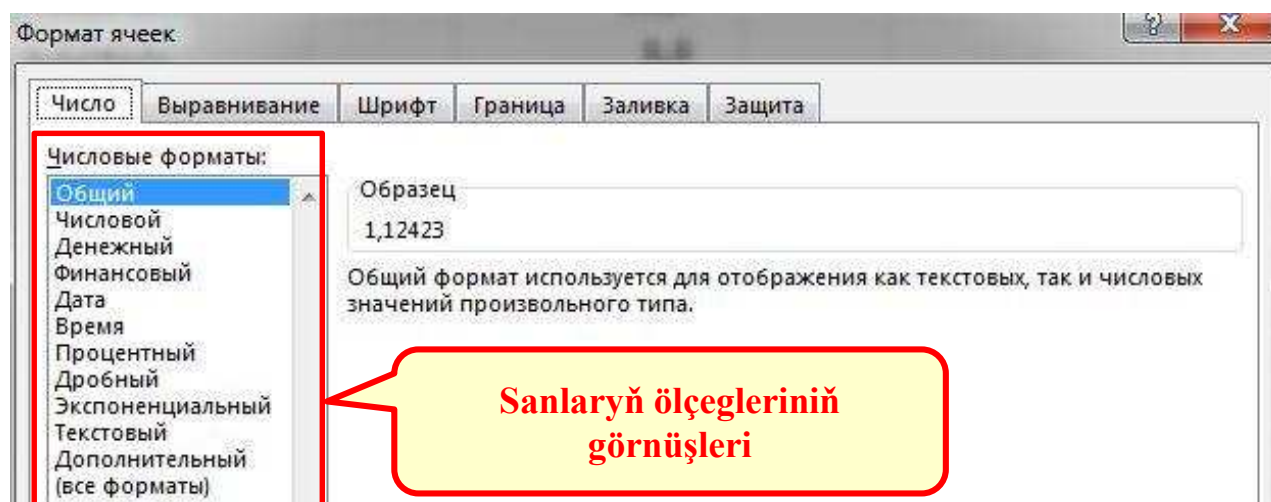 Формат ячеек
Число Выравнивание Шрифт Граница Заливка Защита
Числовые форматы:
Общий
Числовой
Денежный
Финансовый
Дата
Время
Процентный
Дробный
Экспоненциальный
Текстовый
Дополнительный
(все форматы)
Образец
1,12423
Общий формат используется для отображения как текстовых, так и числовых
значений произвольного типа.
Sanlaryň ölçegleriniň
görnüşleri